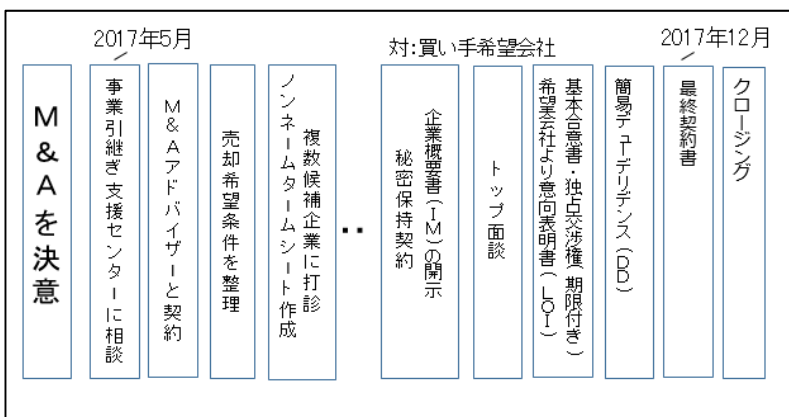 2017年5月
対:買い手希望会社
2017年12月
M&Aを決意
事業引継ぎ支援センターに相談
M&Aアドバイザーと契約
売却希望条件を整理
複数候補企業に打診
ノンネームタームシート作成
・・
企業概要書(IM)の開示
秘密保持契約
トップ面談
基本合意書・独占交渉権(期限付き)
希望会社より意向表明書(LOI)
簡易デューデリデンス(DD)
最終契約書
クロージング